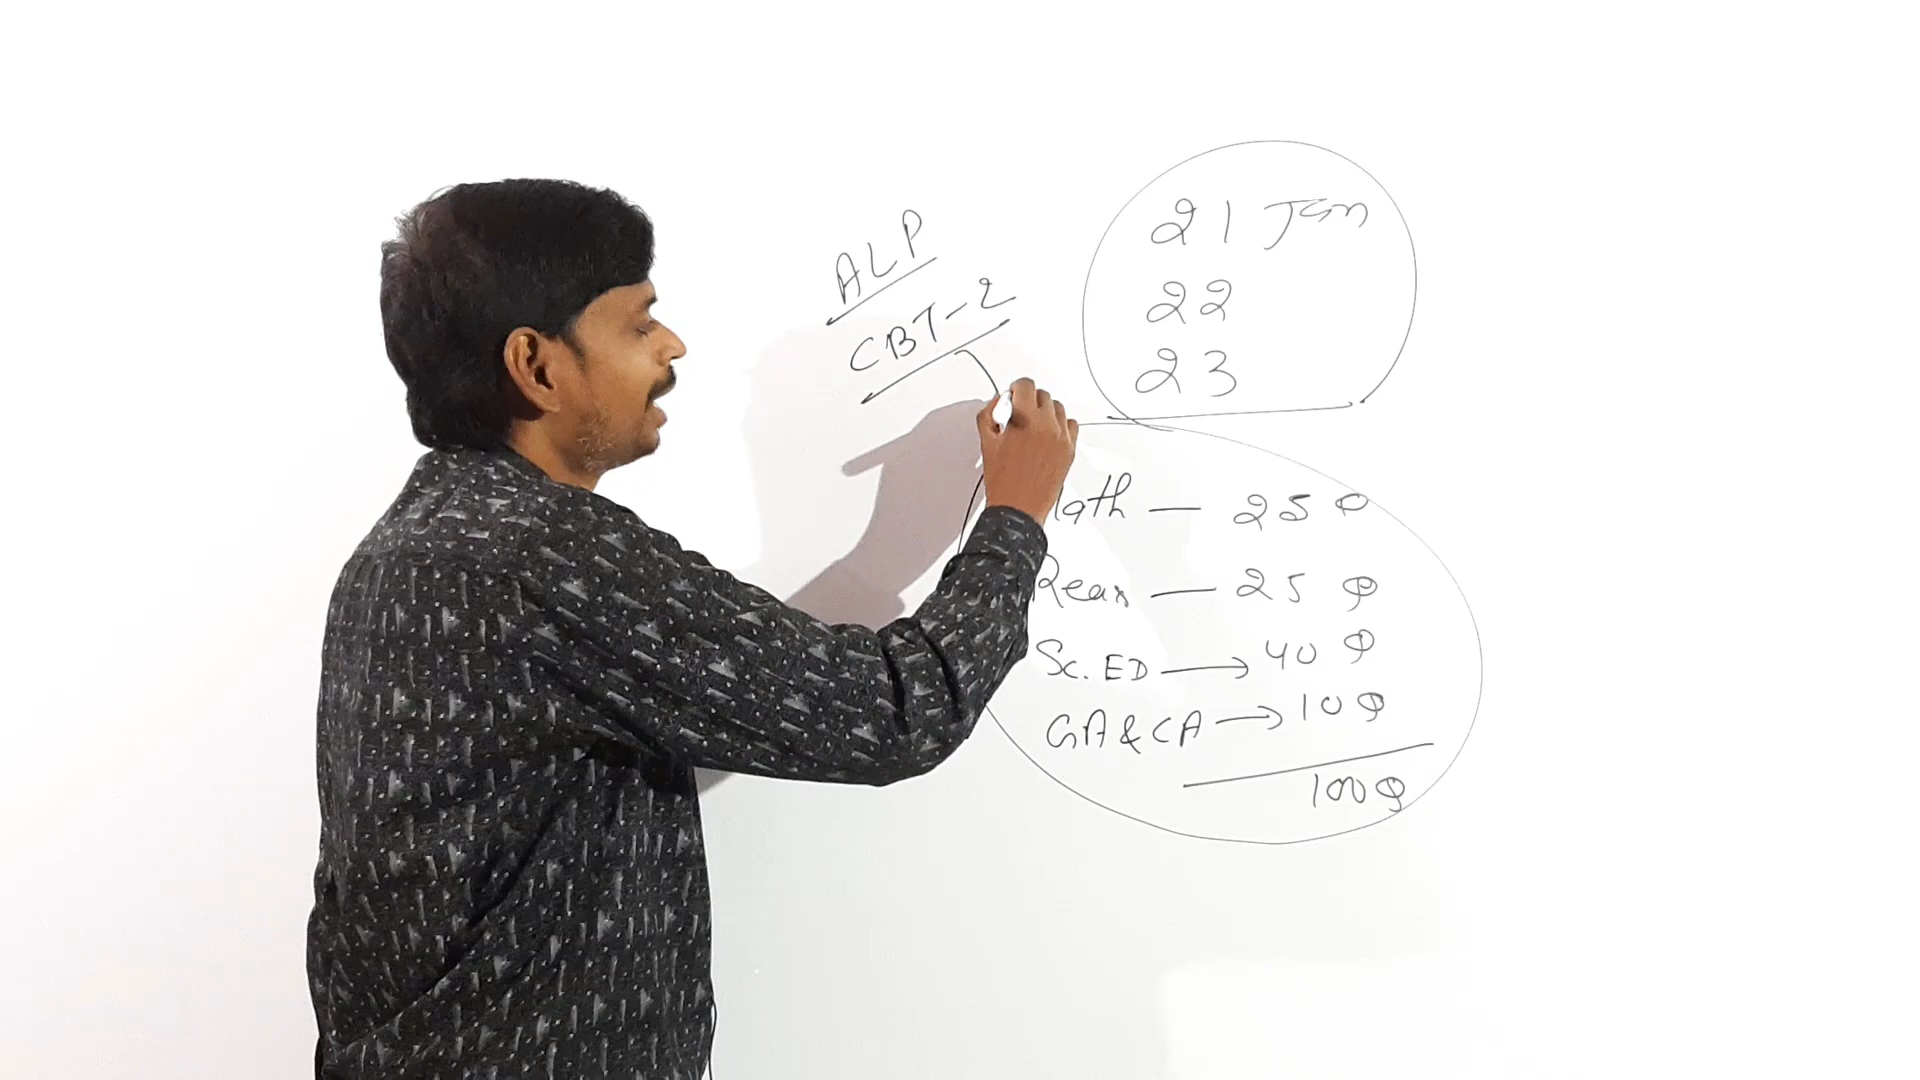 ALP
CBT-2
21 Jan
22
23
Math — 25 Q
Reas — 25 Q
Sc. ED → 40 Q
GA & CA → 10 Q
100 Q